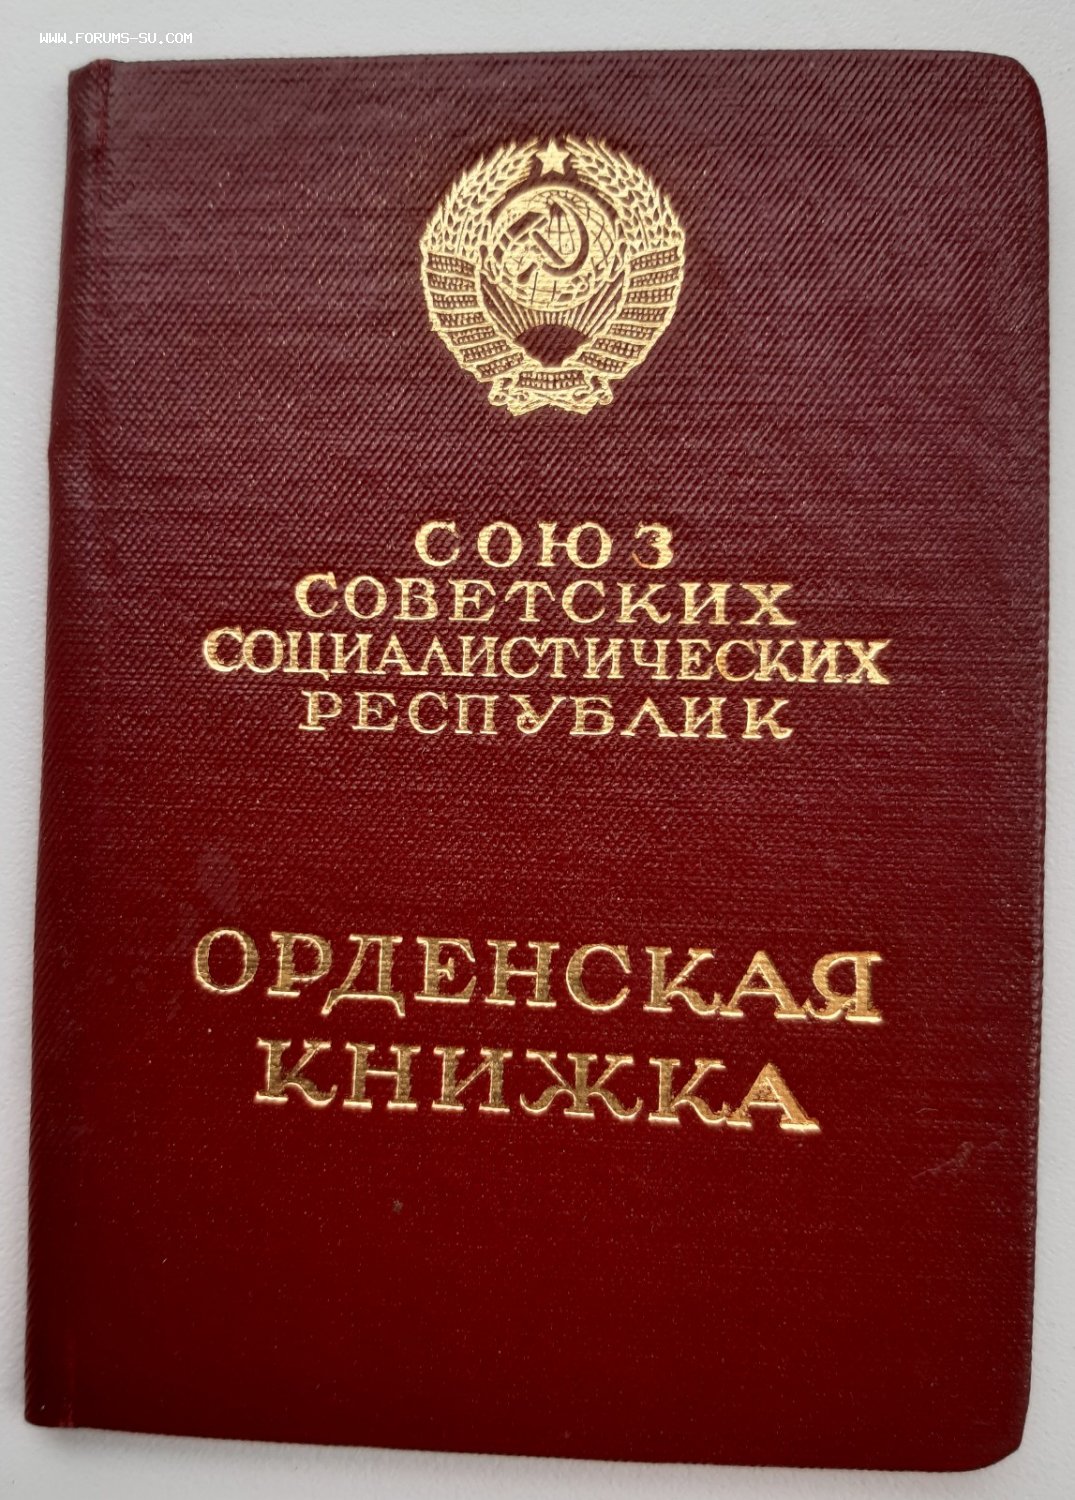 WWW.FORUMS-SU.COM
СОЮЗ
СОВЕТСКИХ
СОЦИАЛИСТИЧЕСКИХ
РЕСПУБЛИК
ОРДЕНСКАЯ
КНИЖКА